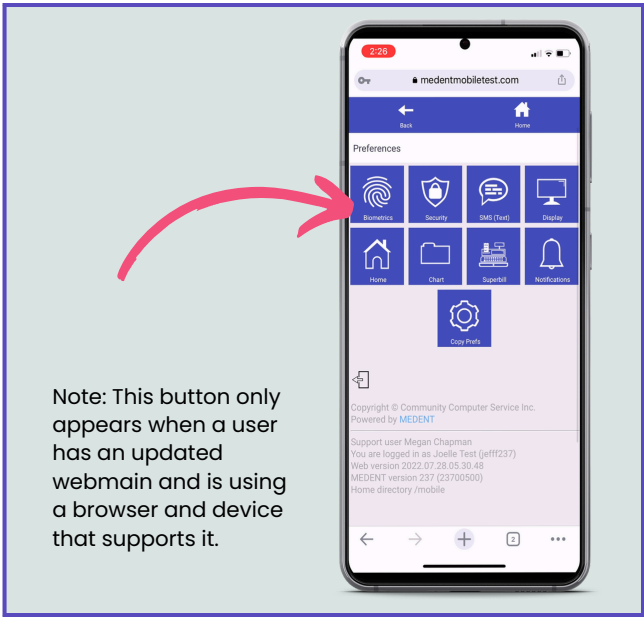 2:26
medentmobiletest.com
Back
Home
Preferences
Biometrics
Security
SMS (Text)
Display
Home
Chart
Superbill
Notifications
Copy Prefs
Copyright © Community Computer Service Inc.
Powered by MEDENT
Support user Megan Chapman
You are logged in as Joelle Test (jefff237)
Web version 2022.07.28.05.
30.48
MEDENT version 237 (23700
500)
Home directory /mobile
2
Note: This button only
appears when a user
has an updated
webmain and is using
a browser and device
that supports it.